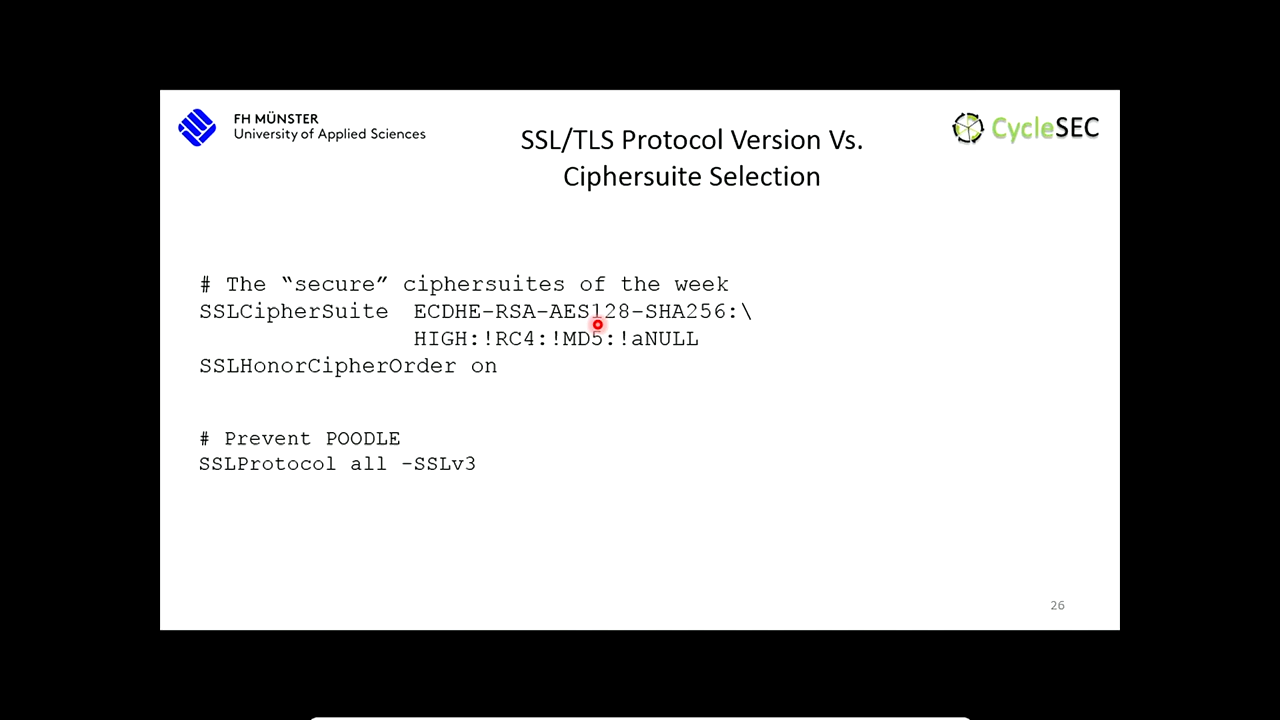 FH MÜNSTER
University of Applied Sciences
CycleSEC
SSL/TLS Protocol Version Vs.
Ciphersuite Selection
# The “secure” ciphersuites of the week
SSLCipherSuite ECDHE-RSA-AES128-SHA256:\
HIGH:!RC4:!MD5:!aNULL
SSLHonorCipherOrder on
# Prevent POODLE
SSLProtocol all -SSLv3
26